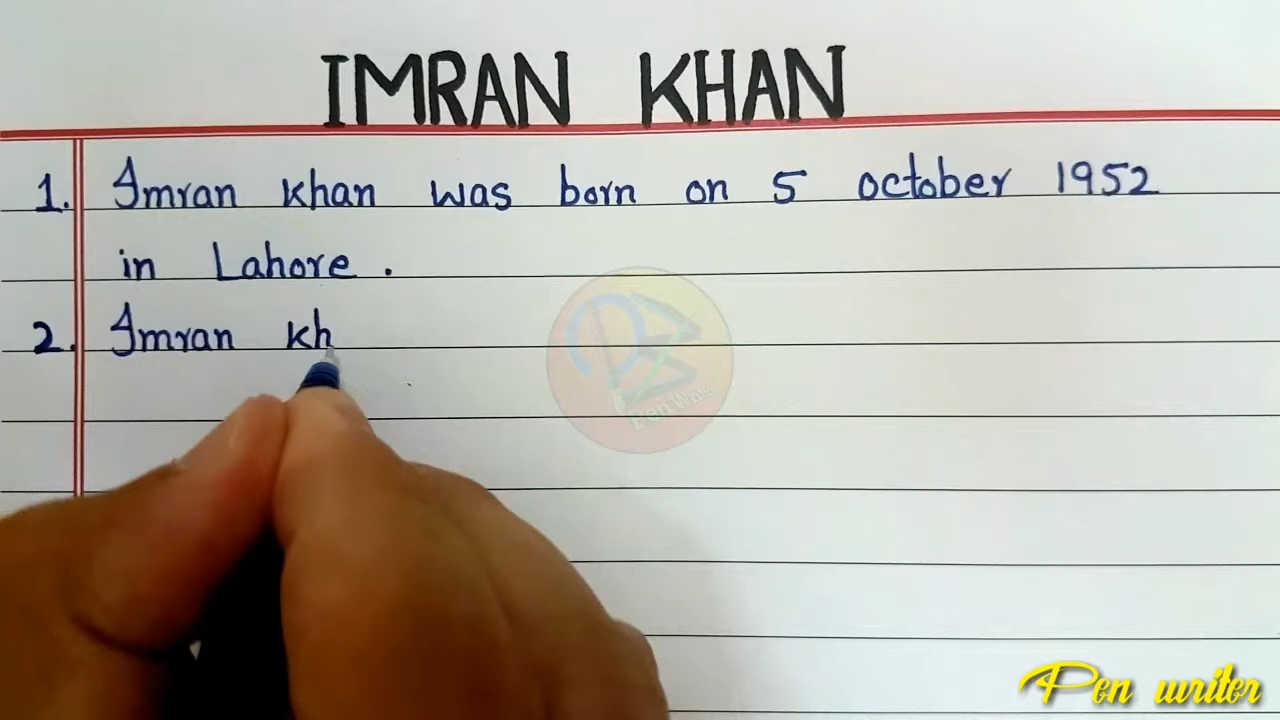 IMRAN KHAN
1. Imran khan was born on 5 october 1952
in Lahore.
2. Imran kh
Pen writer